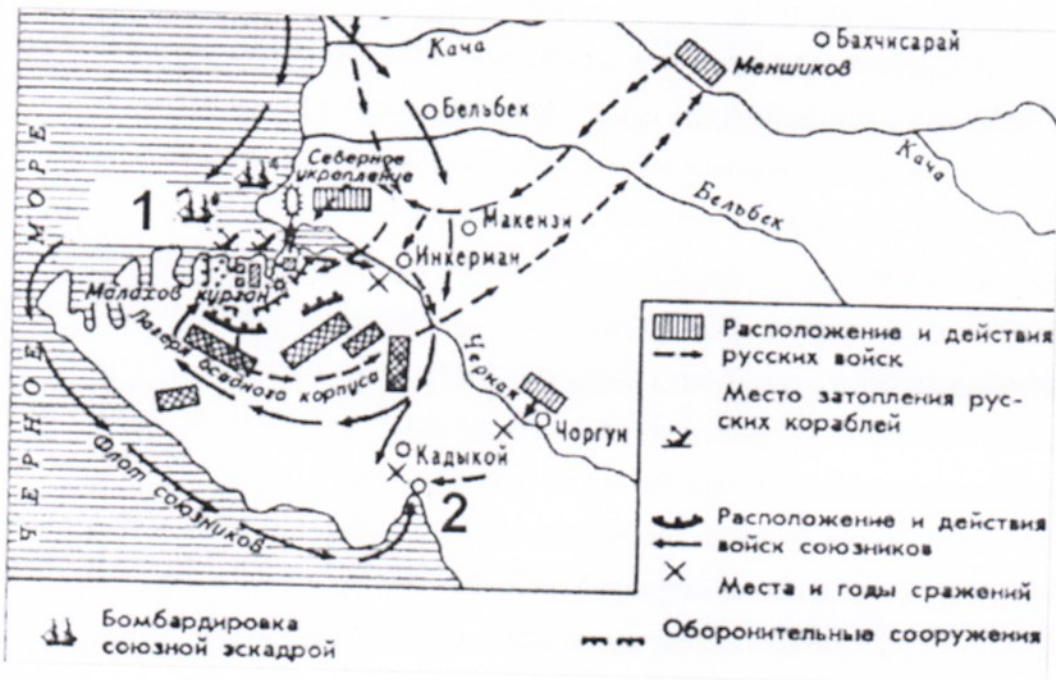 Кача
Бахчисарай
Меншиков
Бельбех
Кача
МОРЕ
Северное
укрепление
1
Бельбех
Макензи
Инкерман
Малахов курган
Лагеря осадного корпуса
Черная
Чоргун
Кадыкой
2
ЧЕРНОЕ
Флот союзников
Расположение и действия
русских войск
Место затопления рус-
ских кораблей
Расположение и действия
войск союзников
Места и годы сражений
Бомбардировка
союзной эскадрой
Оборонительные сооружения